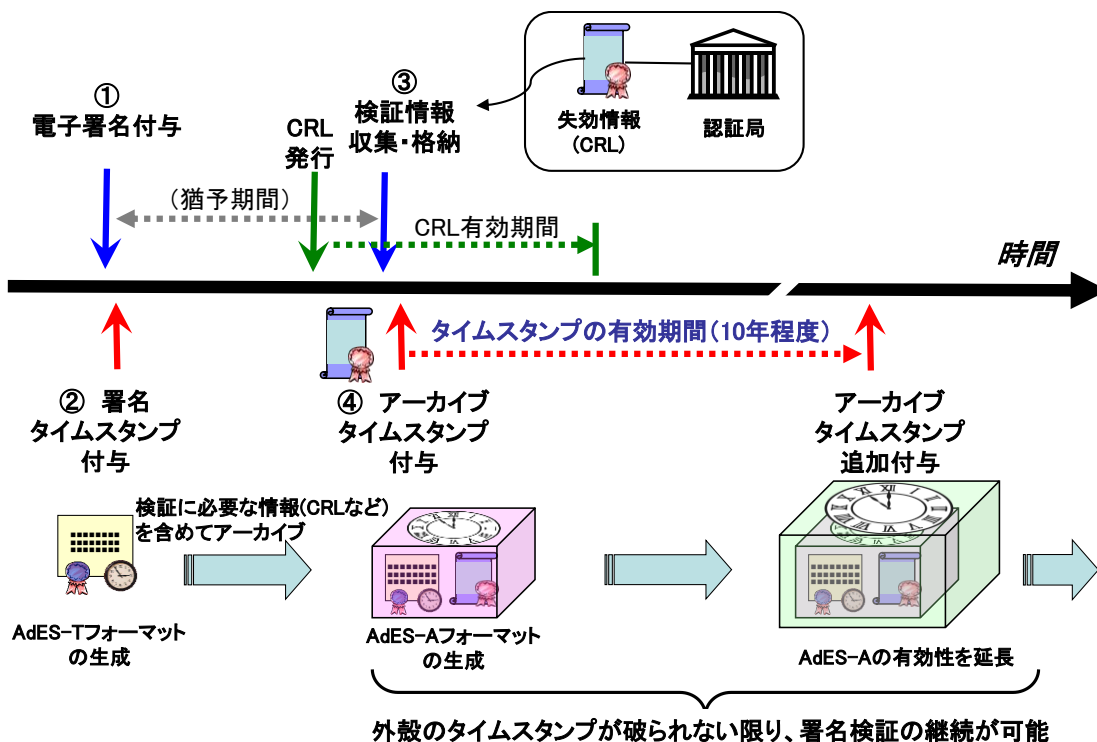 ①
電子署名付与
CRL
発行
③
検証情報
収集・格納
失効情報
(CRL)
認証局
(猶予期間)
CRL有効期間
時間
タイムスタンプの有効期間(10年程度)
② 署名
タイムスタンプ
付与
④ アーカイブ
タイムスタンプ
付与
アーカイブ
タイムスタンプ
追加付与
検証に必要な情報(CRLなど)
を含めてアーカイブ
AdES-Tフォーマット
の生成
AdES-Aフォーマット
の生成
AdES-Aの有効性を延長
外殻のタイムスタンプが破られない限り、署名検証の継続が可能